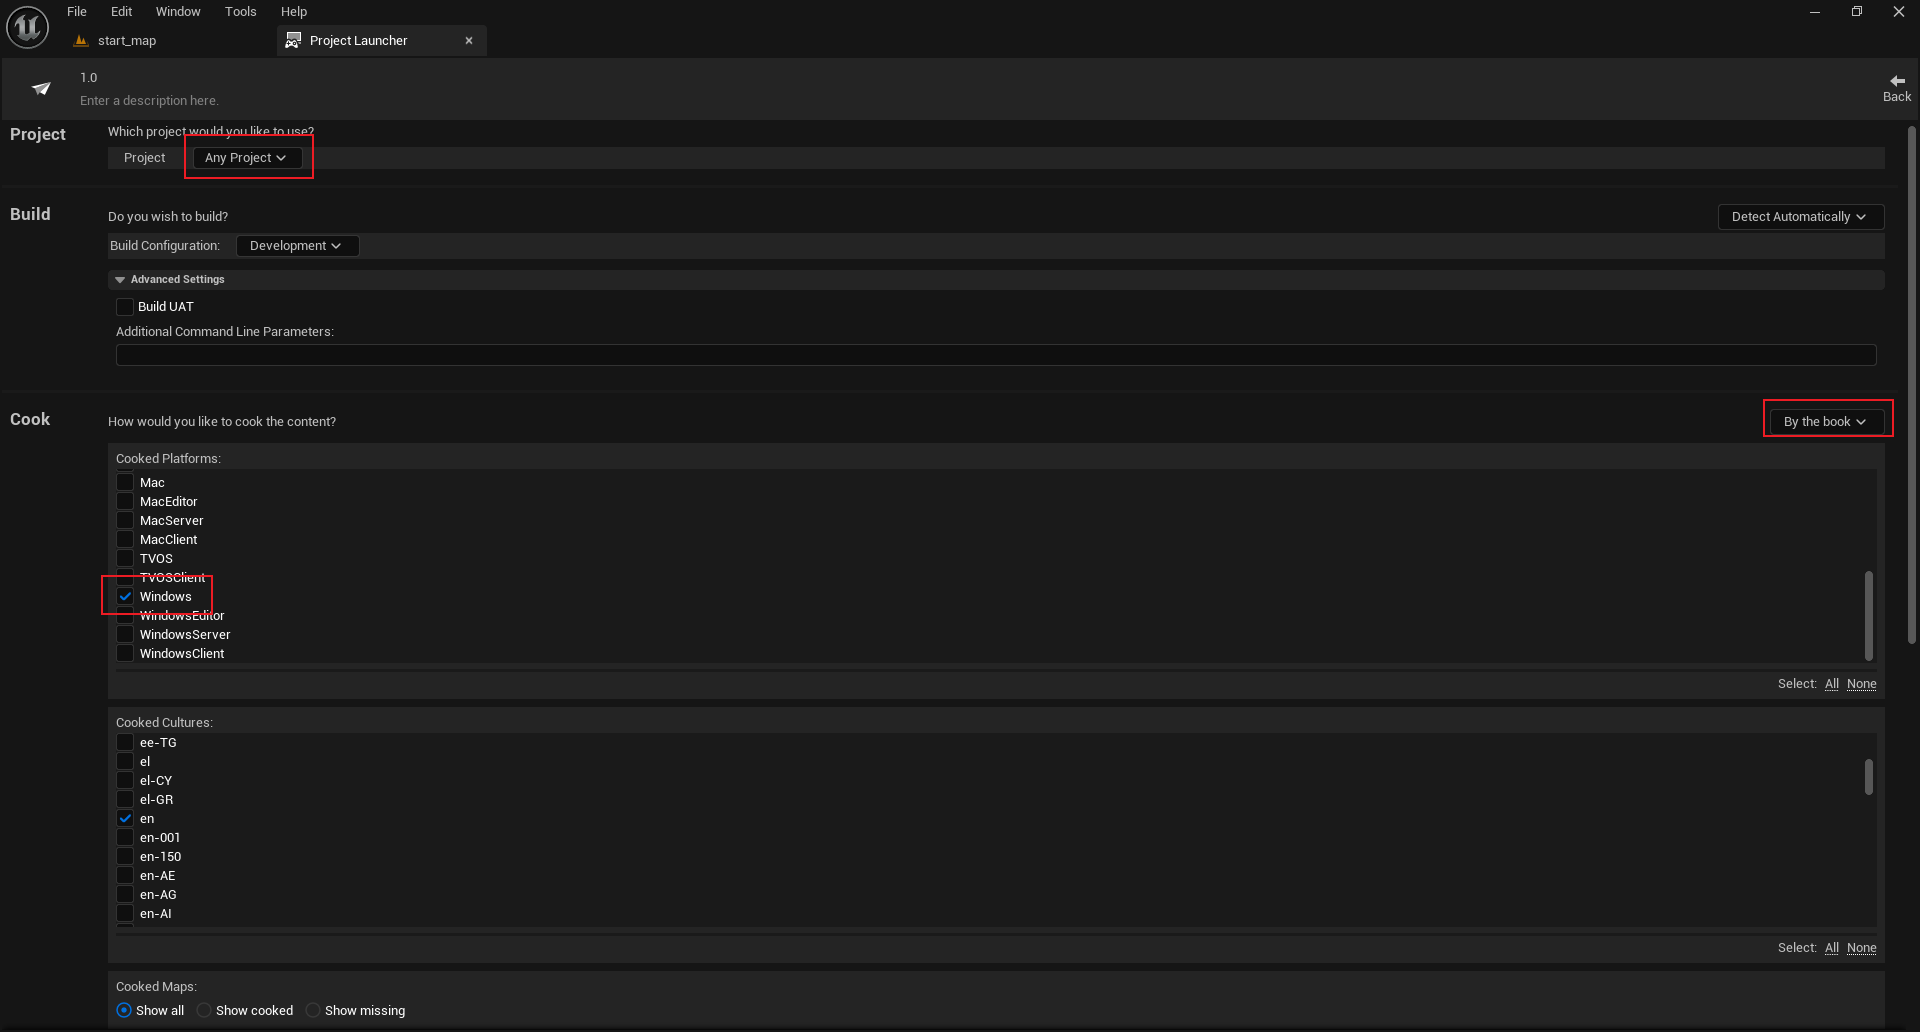 File Edit Window Tools Help
start_map
Project Launcher
1.0
Enter a description here.
Back
Project
Which project would you like to use?
Project Any Project
Build
Do you wish to build?
Detect Automatically
Build Configuration: Development
Advanced Settings
Build UAT
Additional Command Line Parameters:
Cook
How would you like to cook the content?
By the book
Cooked Platforms:
Mac
MacEditor
MacServer
MacClient
TVOS
TVOSClient
Windows
WindowsEditor
WindowsServer
WindowsClient
Select: All None
Cooked Cultures:
ee-TG
el
el-CY
el-GR
en
en-001
en-150
en-AE
en-AG
en-AI
Select: All None
Cooked Maps:
Show all Show cooked Show missing